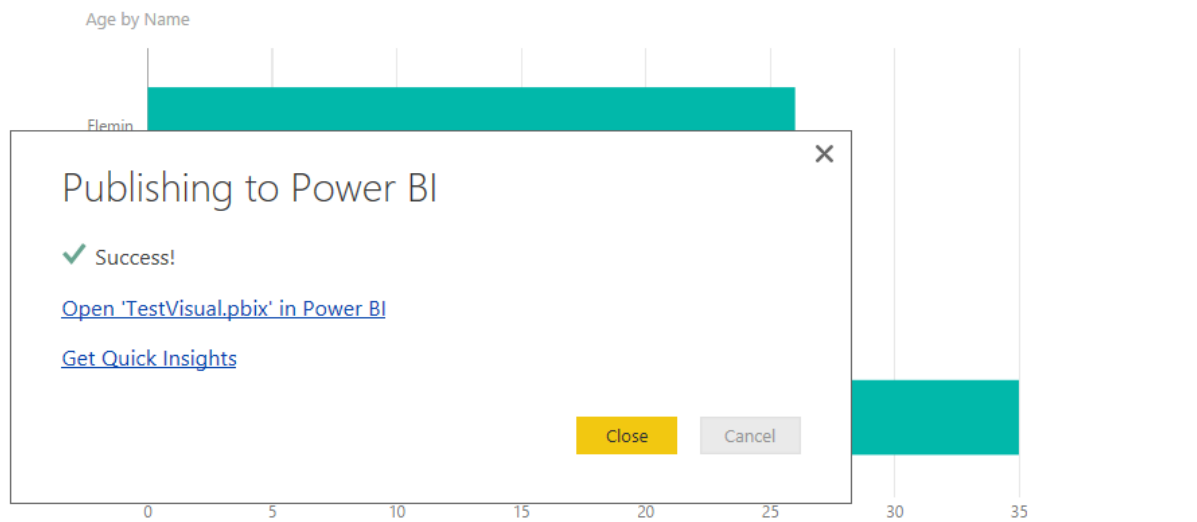 Age by Name
Flemin
Publishing to Power BI
Success!
Open 'TestVisual.pbix' in Power BI
Get Quick Insights
Close Cancel
0 5 10 15 20 25 30 35